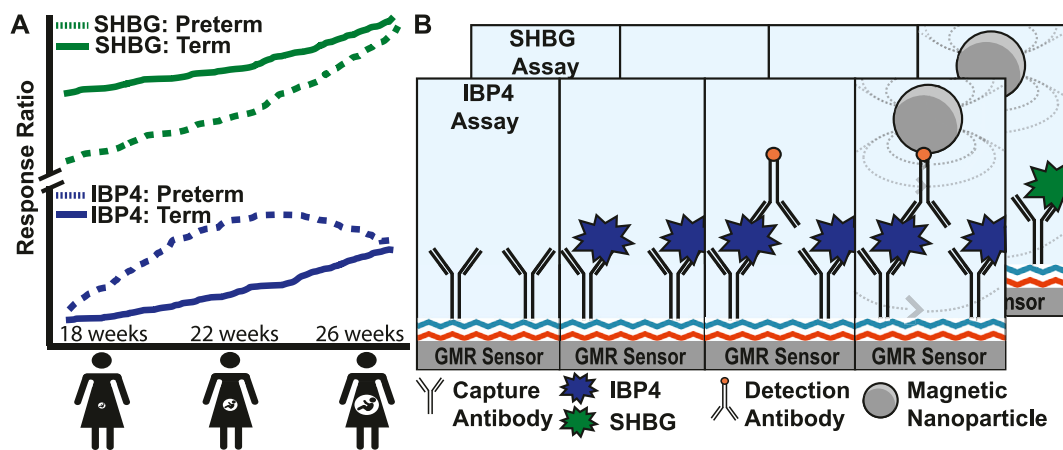 A
SHBG: Preterm
SHBG: Term
Response Ratio
IBP4: Preterm
IBP4: Term
18 weeks
22 weeks
26 weeks
B
SHBG
Assay
IBP4
Assay
GMR Sensor
GMR Sensor
GMR Sensor
GMR Sensor
nsor
Capture
Antibody
IBP4
SHBG
Detection
Antibody
Magnetic
Nanoparticle